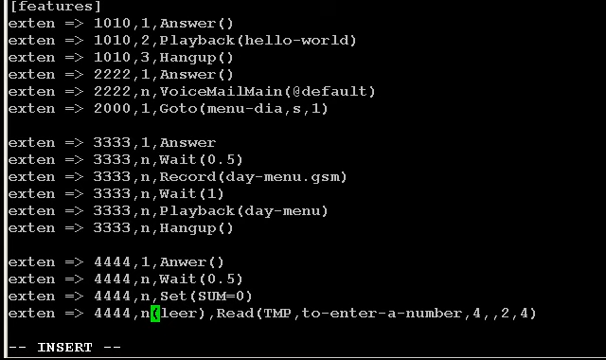 [features]
exten => 1010,1,Answer()
exten => 1010,2,Playback(hello-world)
exten => 1010,3,Hangup()
exten => 2222,1,Answer()
exten => 2222,n,VoiceMailMain(@default)
exten => 2000,1,Goto(menu-dia,s,1)
exten => 3333,1,Answer
exten => 3333,n,Wait(0.5)
exten => 3333,n,Record(day-menu.gsm)
exten => 3333,n,Wait(1)
exten => 3333,n,Playback(day-menu)
exten => 3333,n,Hangup()
exten => 4444,1,Anwer()
exten => 4444,n,Wait(0.5)
exten => 4444,n,Set(SUM=0)
exten => 4444,n(leer),Read(TMP,to-enter-a-number,4,,2,4)
-- INSERT --